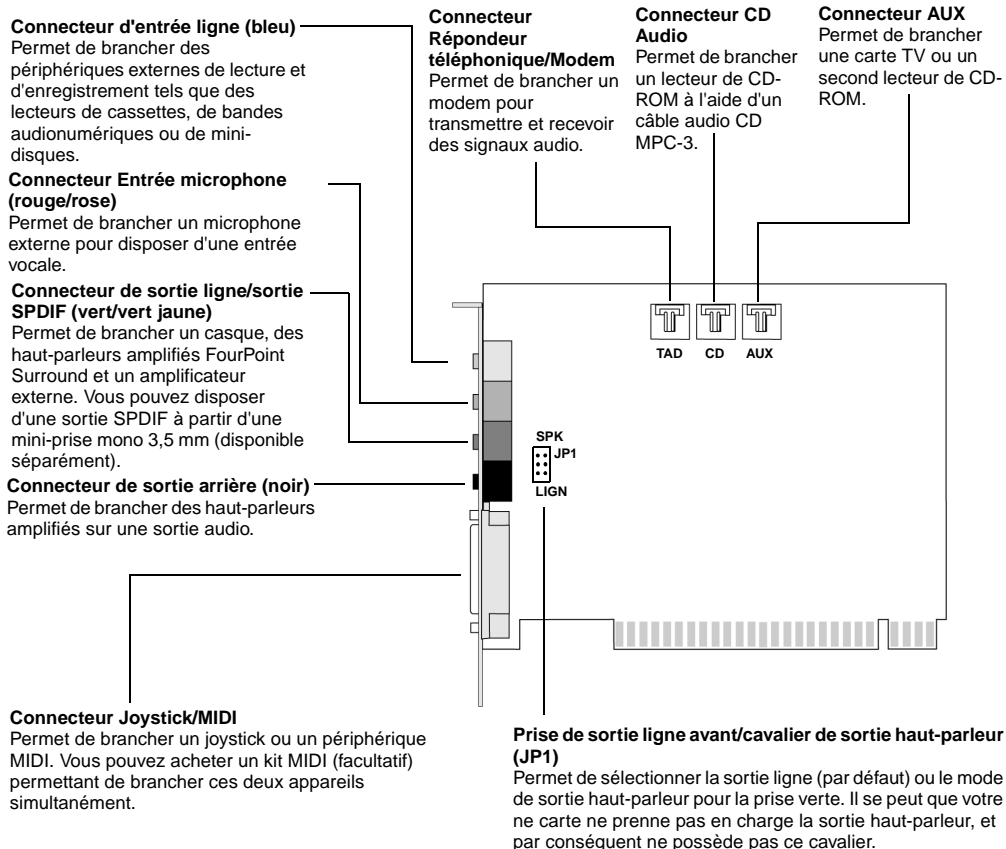 Connecteur d'entrée ligne (bleu)
Permet de brancher des
périphériques externes de lecture et
d'enregistrement tels que des
lecteurs de cassettes, de bandes
audionumériques ou de mini-
disques.
Connecteur Entrée microphone
(rouge/rose)
Permet de brancher un microphone
externe pour disposer d'une entrée
vocale.
Connecteur de sortie ligne/sortie
SPDIF (vert/vert jaune)
Permet de brancher un casque, des
haut-parleurs amplifiés FourPoint
Surround et un amplificateur
externe. Vous pouvez disposer
d'une sortie SPDIF à partir d'une
mini-prise mono 3,5 mm (disponible
séparément).
Connecteur de sortie arrière (noir)
Permet de brancher des haut-parleurs
amplifiés sur une sortie audio.
Connecteur
Répondeur
téléphonique/Modem
Permet de brancher un
modem pour
transmettre et recevoir
des signaux audio.
Connecteur CD
Audio
Permet de brancher
un lecteur de CD-
ROM à l'aide d'un
câble audio CD
MPC-3.
Connecteur AUX
Permet de brancher
une carte TV ou un
second lecteur de CD-
ROM.
TAD CD AUX
SPK
JP1
LIGN
Connecteur Joystick/MIDI
Permet de brancher un joystick ou un périphérique
MIDI. Vous pouvez acheter un kit MIDI (facultatif)
permettant de brancher ces deux appareils
simultanément.
Prise de sortie ligne avant/cavalier de sortie haut-parleur
(JP1)
Permet de sélectionner la sortie ligne (par défaut) ou le mode
de sortie haut-parleur pour la prise verte. Il se peut que votre
ne carte ne prenne pas en charge la sortie haut-parleur, et
par conséquent ne possède pas ce cavalier.